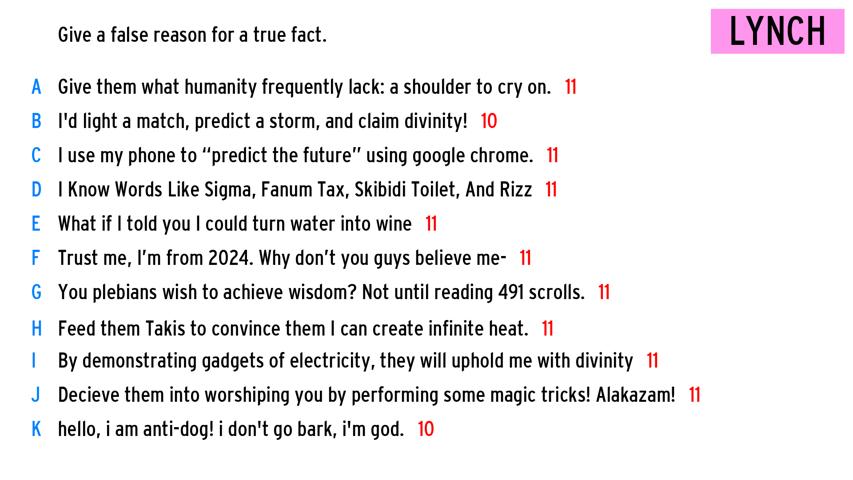 Give a false reason for a true fact.
LYNCH
A Give them what humanity frequently lack: a shoulder to cry on. 11
B I'd light a match, predict a storm, and claim divinity! 10
C I use my phone to “predict the future” using google chrome. 11
D I Know Words Like Sigma, Fanum Tax, Skibidi Toilet, And Rizz 11
E What if I told you I could turn water into wine 11
F Trust me, I’m from 2024. Why don’t you guys believe me- 11
G You plebians wish to achieve wisdom? Not until reading 491 scrolls. 11
H Feed them Takis to convince them I can create infinite heat. 11
I By demonstrating gadgets of electricity, they will uphold me with divinity 11
J Decieve them into worshiping you by performing some magic tricks! Alakazam! 11
K hello, i am anti-dog! i don't go bark, i'm god. 10